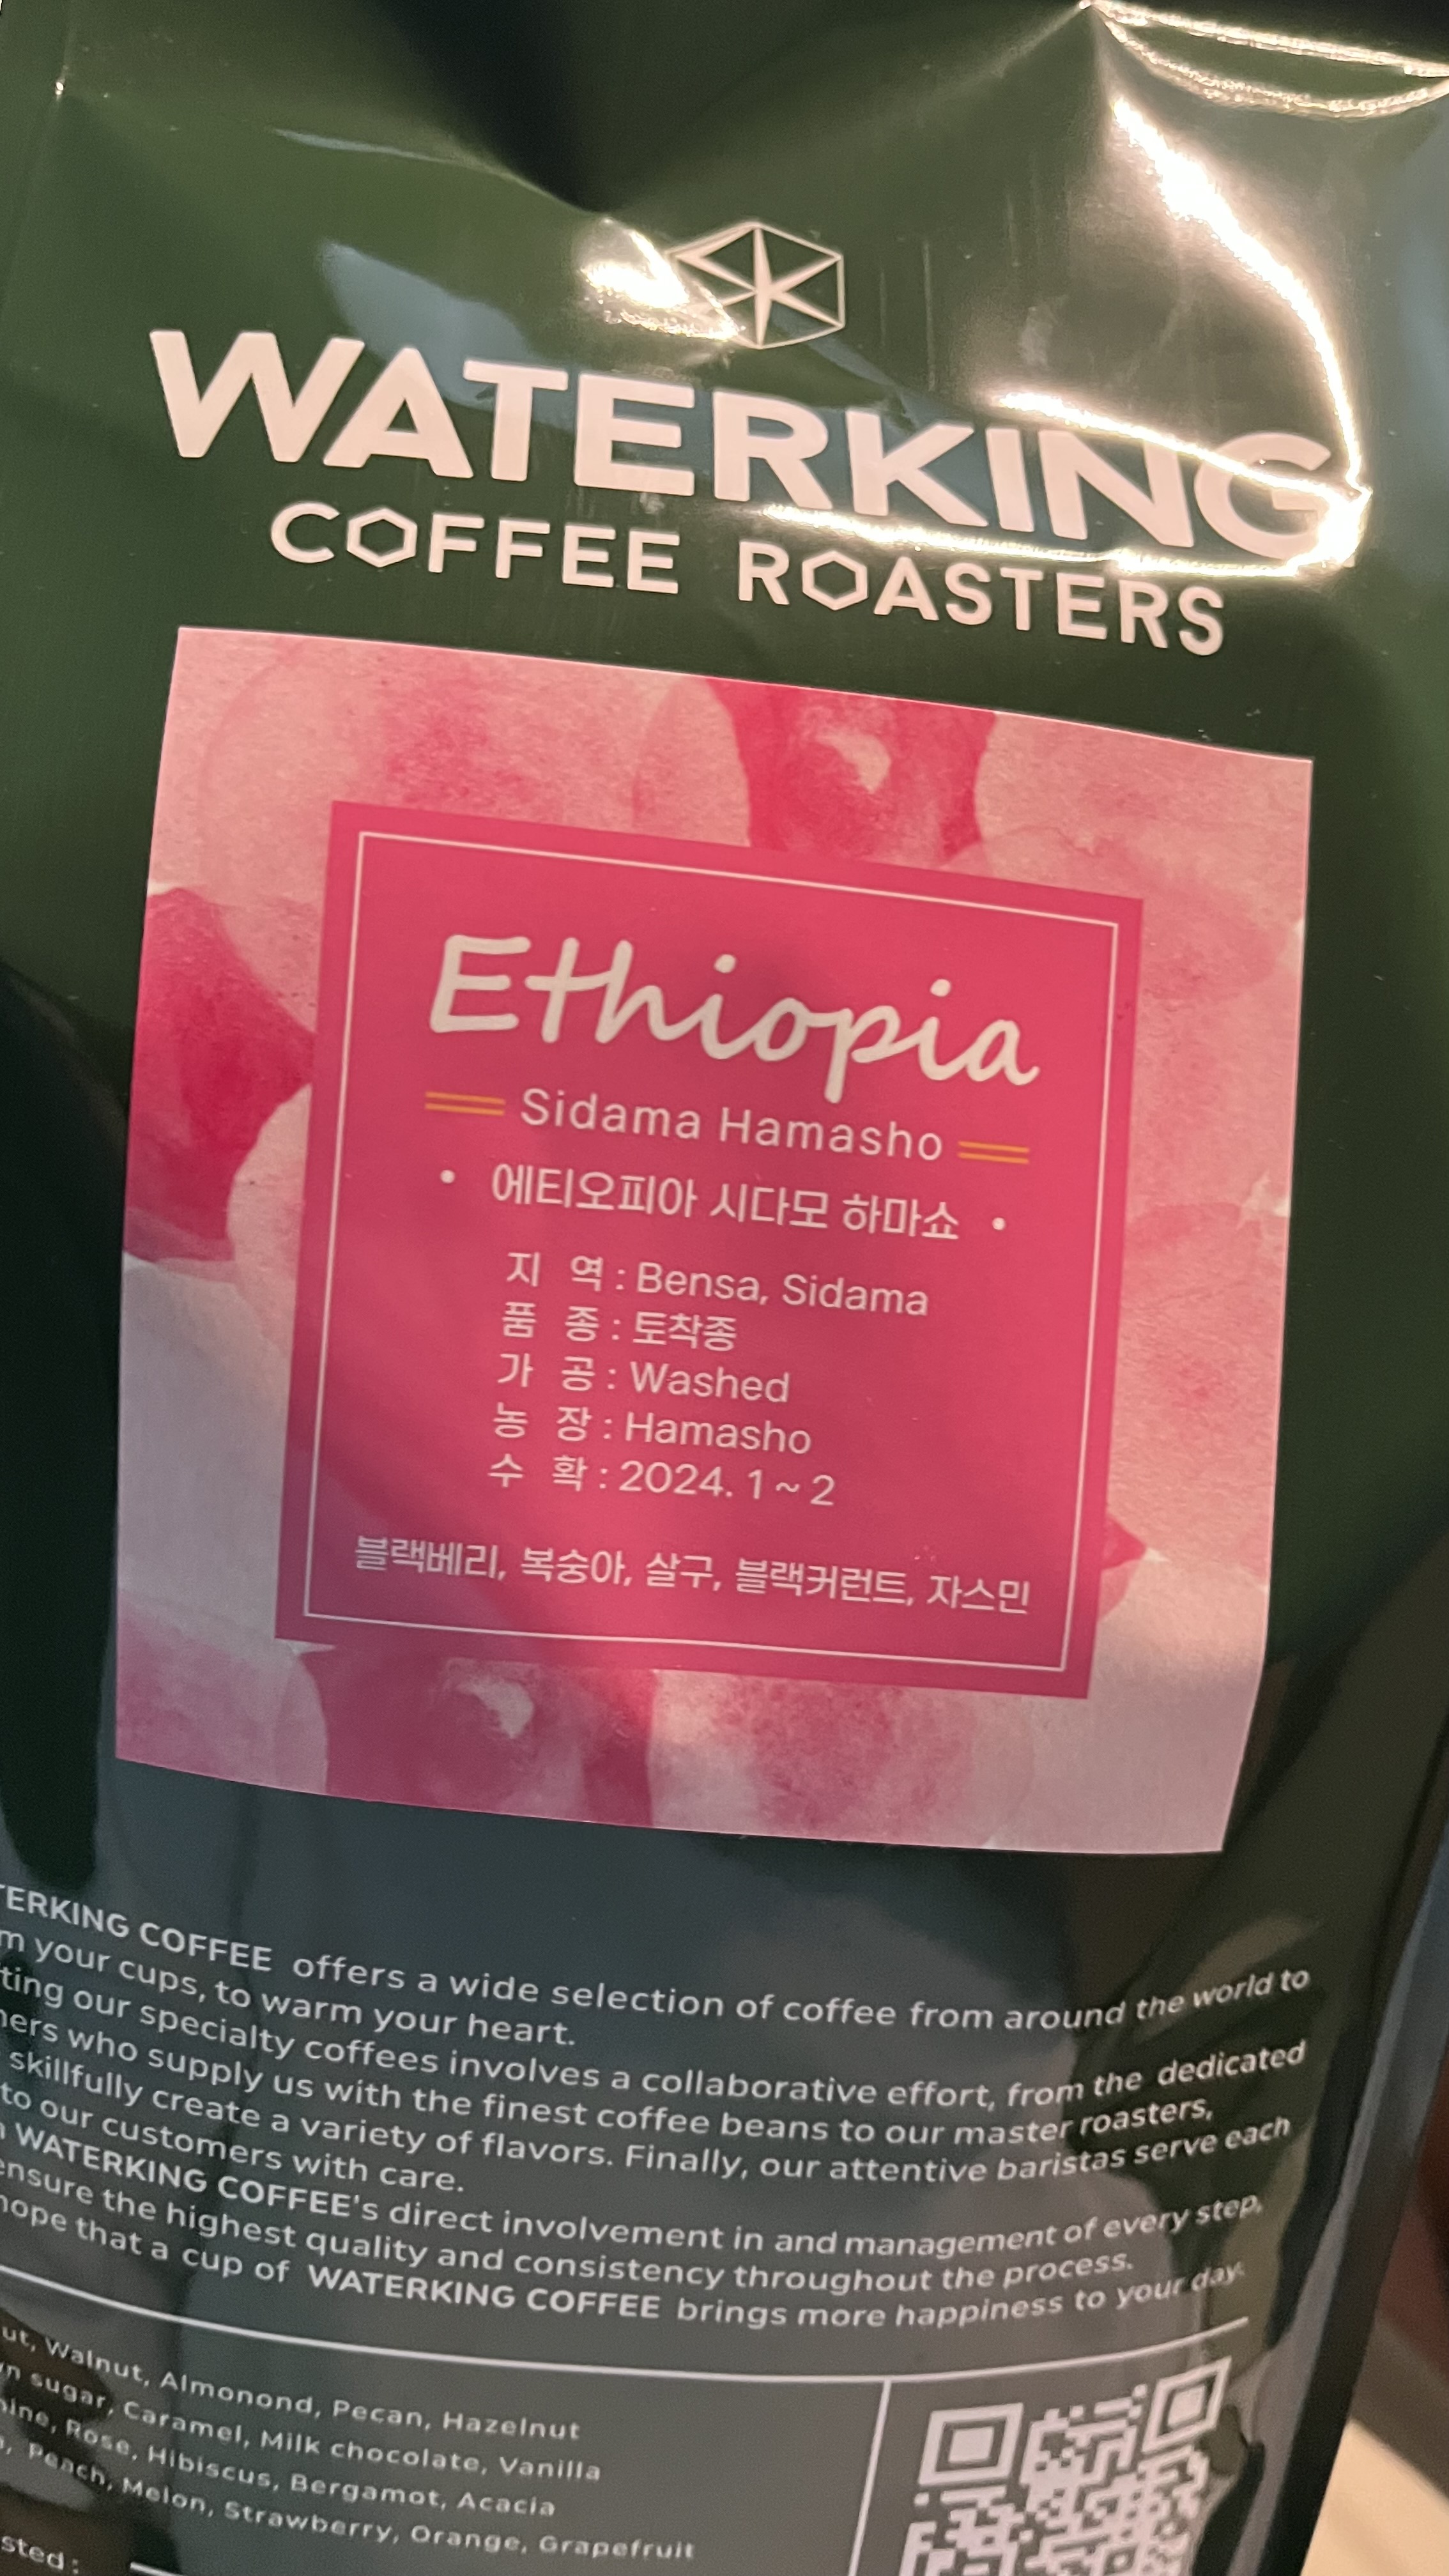 WATERKING
COFFEE ROASTERS
Ethiopia
Sidama Hamasho
• 에티오피아 시다모 하마쇼 •
지 역 : Bensa, Sidama
품 종 : 토착종
가 공 : Washed
농 장 : Hamasho
수 확 : 2024. 1 ~ 2
블랙베리, 복숭아, 살구, 블랙커런트, 자스민
TERKING COFFEE offers a wide selection of coffee from around the world to
m your cups, to warm your heart.
ting our specialty coffees involves a collaborative effort, from the dedicated
ners who supply us with the finest coffee beans to our master roasters,
skillfully create a variety of flavors. Finally, our attentive baristas serve each
to our customers with care.
WATERKING COFFEE's direct involvement in and management of every step,
ensure the highest quality and consistency throughout the process.
hope that a cup of WATERKING COFFEE brings more happiness to your day.
ut, Walnut, Almonond, Pecan, Hazelnut
n sugar, Caramel, Milk chocolate, Vanilla
ine, Rose, Hibiscus, Bergamot, Acacia
Peach, Melon, Strawberry, Orange, Grapefruit
sted :